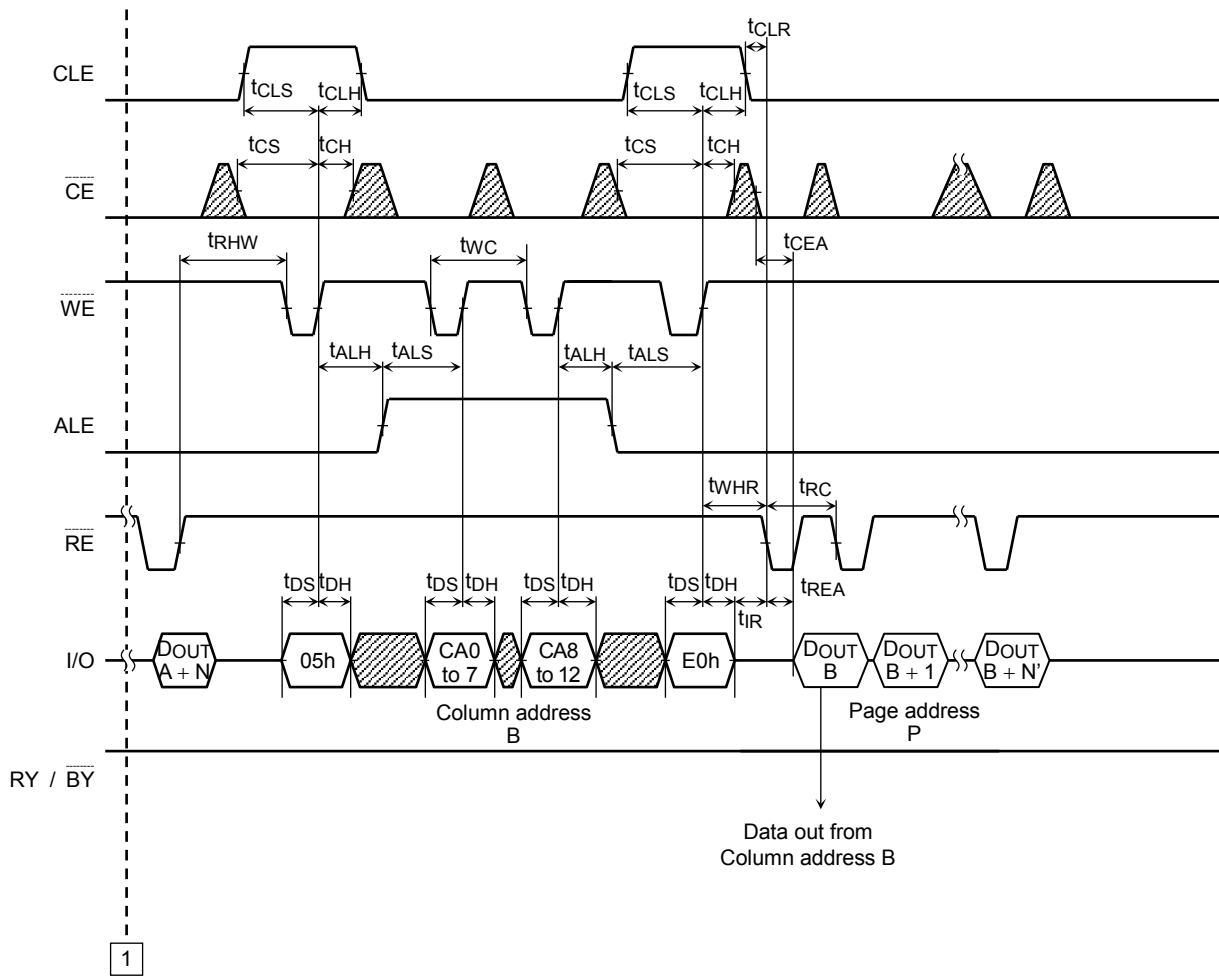 tCLR
CLE
tCLS tCLH tCLS tCLH
tCS tCH tCS tCH
CE
tRHW tWC tCEA
WE
tALH tALS tALH tALS
ALE
tWHR tRC
RE
tDS tDH tDS tDH tDS tDH tDS tDH tREA
tIR
I/O
DOUT
A + N
05h
CA0
to 7
CA8
to 12
E0h
DOUT
B
DOUT
B + 1
DOUT
B + N’
Column address
B
Page address
P
RY / BY
Data out from
Column address B
1